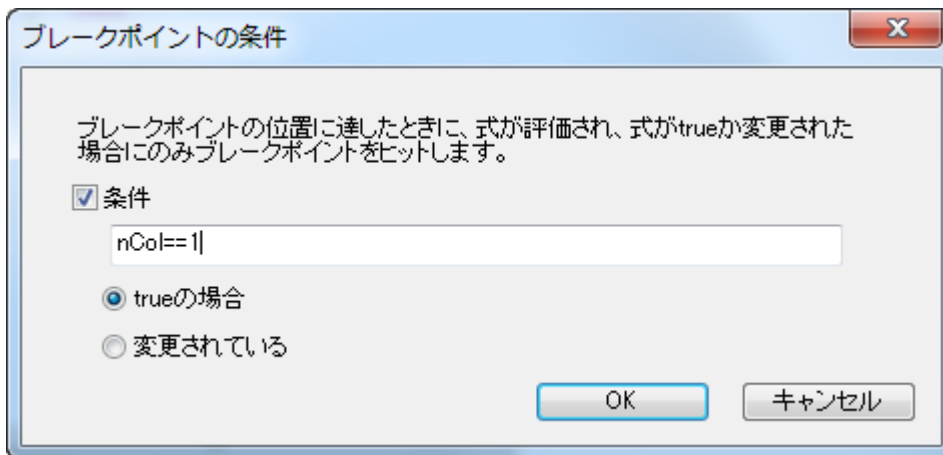 ブレークポイントの条件
ブレークポイントの位置に達したときに、式が評価され、式がtrueか変更された
場合にのみブレークポイントをヒットします。
条件
nCol==1
trueの場合
変更されている
OK キャンセル